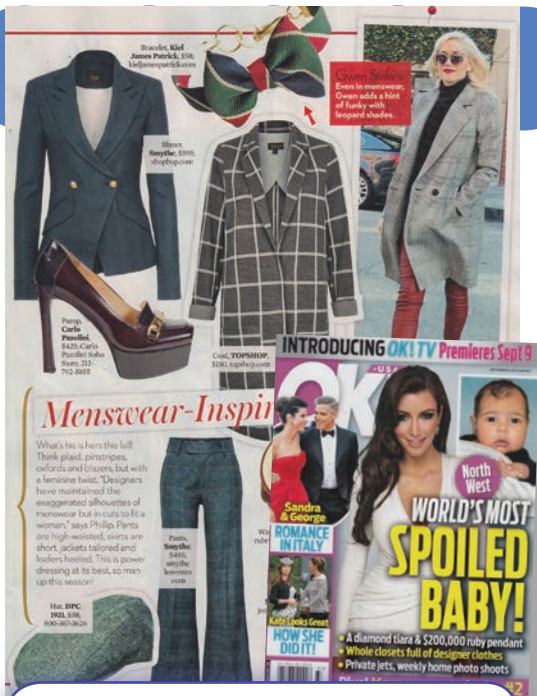 Bracelet, Kiel
James Patrick, $58;
kieljamespatrick.com
Gwen Stefani
Even in menswear,
Gwen adds a hint
of funky with
leopard shades.
Blazer,
Smythe, $595;
shopbop.com
Pump,
Carlo
Pazolini,
$425, Carlo
Pazolini Soho
Store, 212-
792-5855
Coat, TOPSHOP,
$180, topshop.com
Menswear-Inspir
What's his is hers this fall!
Think plaid, pinstripes,
oxfords and blazers, but with
a feminine twist. "Designers
have maintained the
exaggerated silhouettes of
menswear but in cuts to fit a
woman," says Phillip. Pants
are high-waisted, skirts are
short, jackets tailored and
loafers heeled. This is power
dressing at its best, so man
up this season!
Pants,
Smythe,
$495;
smythe
lesvestes
.com
Hat, DPC
1921, $38;
800-367-3626
INTRODUCING OK! TV Premieres Sept 9
OK!
USA
Sandra
& George
ROMANCE
IN ITALY
Kate Looks Great
HOW SHE
DID IT!
North
West
WORLD'S MOST
SPOILED
BABY!
• A diamond tiara & $200,000 ruby pendant
• Whole closets full of designer clothes
• Private jets, weekly home photo shoots
#2